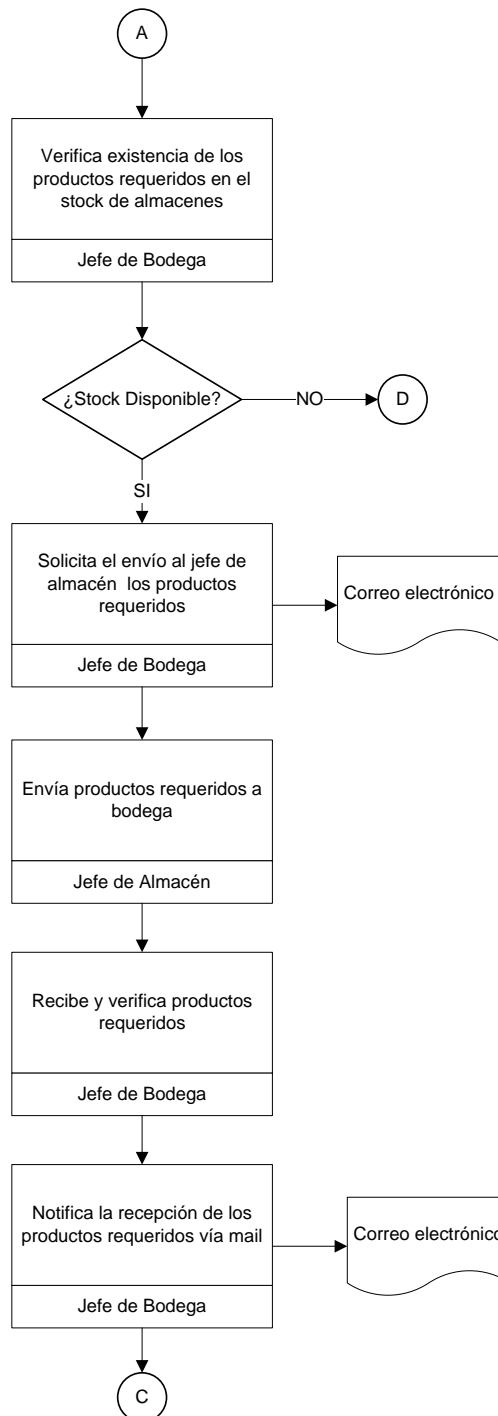 A
Verifica existencia de los
productos requeridos en el
stock de almacenes
Jefe de Bodega
¿Stock Disponible?
NO
D
SI
Solicita el envío al jefe de
almacén los productos
requeridos
Correo electrónico
Jefe de Bodega
Envía productos requeridos a
bodega
Jefe de Almacén
Recibe y verifica productos
requeridos
Jefe de Bodega
Notifica la recepción de los
productos requeridos vía mail
Correo electrónico
Jefe de Bodega
C